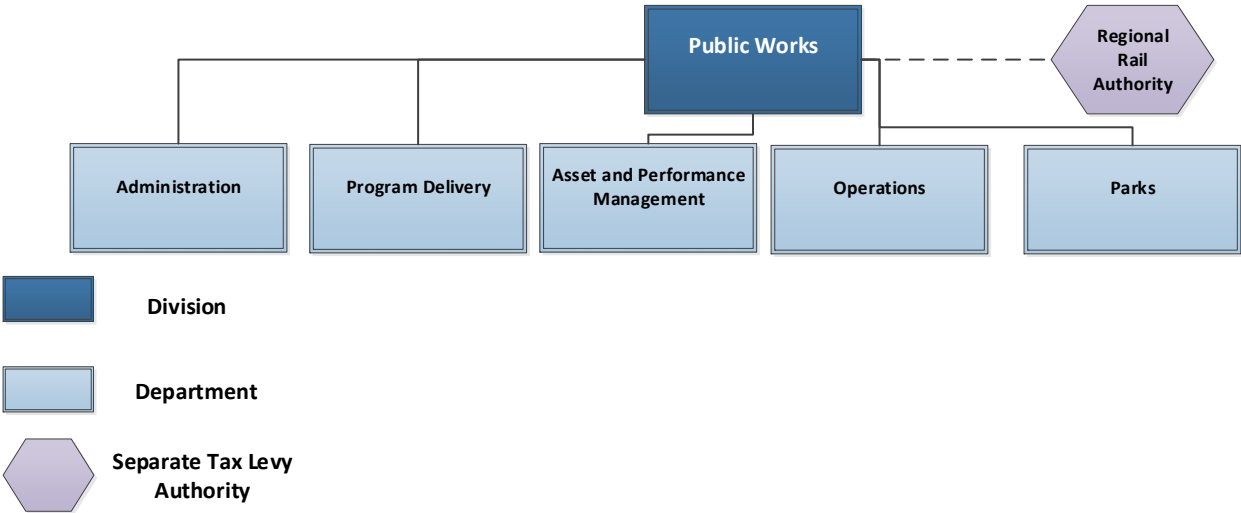 Public Works
Regional
Rail
Authority
Administration
Program Delivery
Asset and Performance
Management
Operations
Parks
Division
Department
Separate Tax Levy
Authority